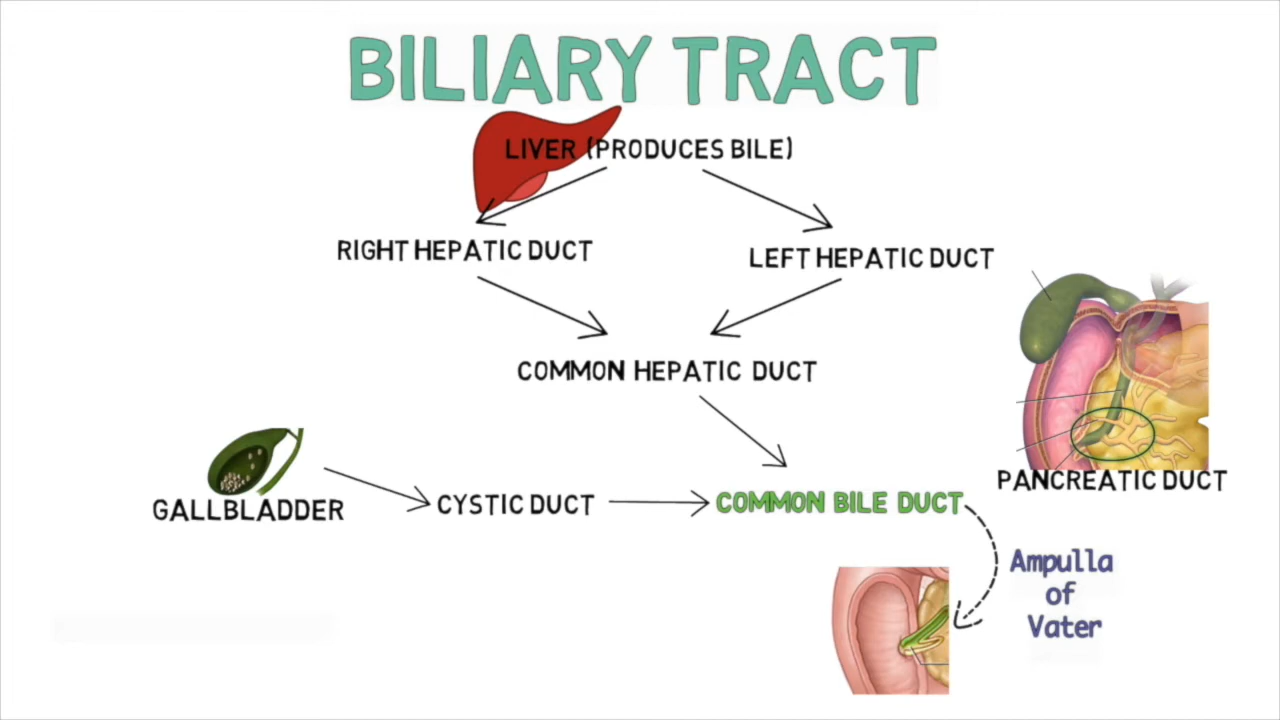 BILIARY TRACT
LIVER (PRODUCES BILE)
RIGHT HEPATIC DUCT
LEFT HEPATIC DUCT
COMMON HEPATIC DUCT
PANCREATIC DUCT
GALLBLADDER
CYSTIC DUCT
COMMON BILE DUCT
Ampulla
of
Vater